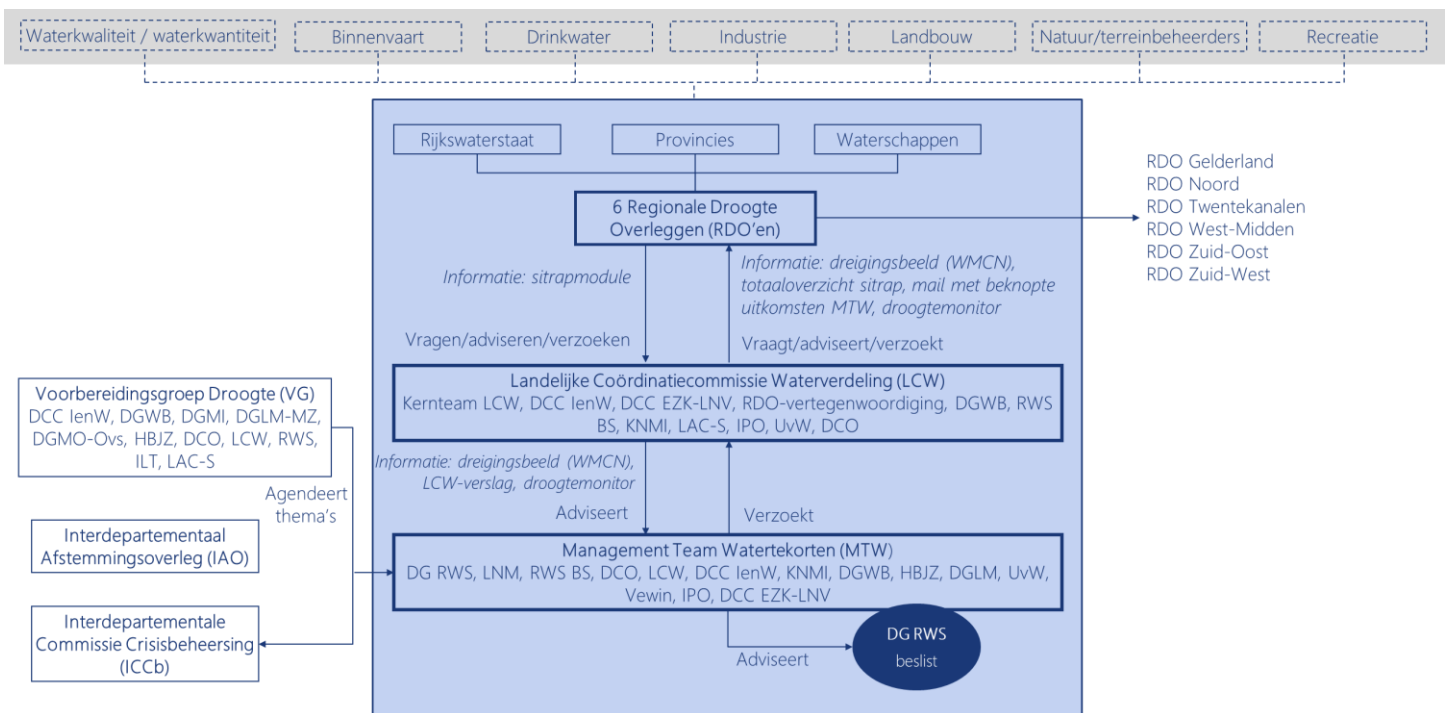 Waterkwaliteit / waterkwantiteit
Binnenvaart
Drinkwater
Industrie
Landbouw
Natuur/terreinbeheerders
Recreatie
Rijkswaterstaat
Provincies
Waterschappen
6 Regionale Droogte
Overleggen (RDO'en)
RDO Gelderland
RDO Noord
RDO Twentekanalen
RDO West-Midden
RDO Zuid-Oost
RDO Zuid-West
Informatie: sitrapmodule
Vragen/adviseren/verzoeken
Informatie: dreigingsbeeld (WMCN),
totaaloverzicht sitrap, mail met beknopte
uitkomsten MTW, droogtemonitor
Vraagt/adviseert/verzoekt
Landelijke Coördinatiecommissie Waterverdeling (LCW)
Kernteam LCW, DCC IenW, DCC EZK-LNV, RDO-vertegenwoordiging, DGWB, RWS
BS, KNMI, LAC-S, IPO, UvW, DCO
Voorbereidingsgroep Droogte (VG)
DCC IenW, DGWB, DGMI, DGLM-MZ,
DGMO-Ovs, HBJZ, DCO, LCW, RWS,
ILT, LAC-S
Agendeert
thema's
Informatie: dreigingsbeeld (WMCN),
LCW-verslag, droogtemonitor
Adviseert
Verzoekt
Interdepartementaal
Afstemmingsoverleg (IAO)
Management Team Watertekorten (MTW)
DG RWS, LNM, RWS BS, DCO, LCW, DCC IenW, KNMI, DGWB, HBJZ, DGLM, UvW,
Vewin, IPO, DCC EZK-LNV
Interdepartementale
Commissie Crisisbeheersing
(ICCb)
Adviseert
DG RWS
beslist